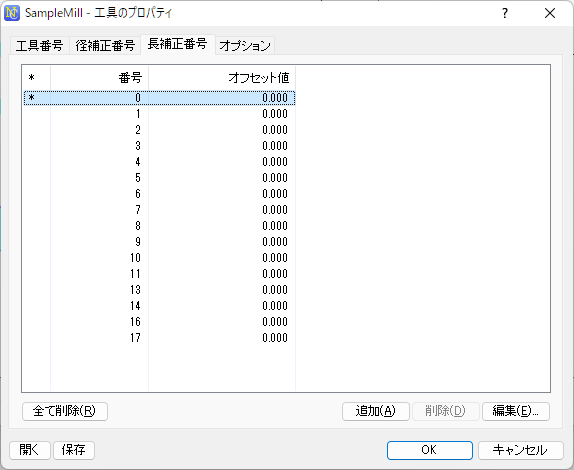 SampleMill - 工具のプロパティ ?
工具番号 径補正番号 長補正番号 オプション
* 番号 オフセット値
* 0 0.000
1 0.000
2 0.000
3 0.000
4 0.000
5 0.000
6 0.000
7 0.000
8 0.000
9 0.000
10 0.000
11 0.000
13 0.000
14 0.000
16 0.000
17 0.000
全て削除(R) 追加(A) 削除(D) 編集(E)...
開く 保存 OK キャンセル